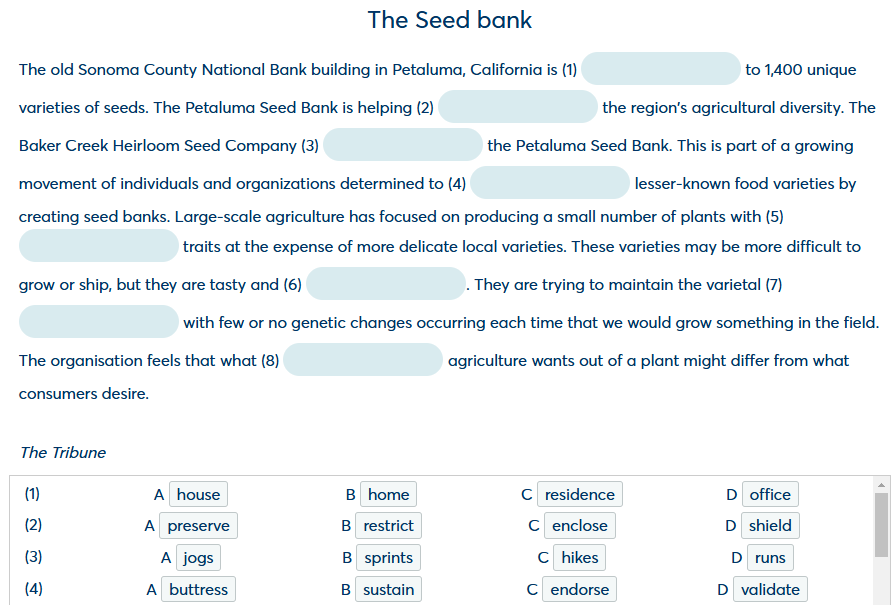 The Seed bank
The old Sonoma County National Bank building in Petaluma, California is (1) to 1,400 unique
varieties of seeds. The Petaluma Seed Bank is helping (2) the region's agricultural diversity. The
Baker Creek Heirloom Seed Company (3) the Petaluma Seed Bank. This is part of a growing
movement of individuals and organizations determined to (4) lesser-known food varieties by
creating seed banks. Large-scale agriculture has focused on producing a small number of plants with (5)
traits at the expense of more delicate local varieties. These varieties may be more difficult to
grow or ship, but they are tasty and (6) . They are trying to maintain the varietal (7)
with few or no genetic changes occurring each time that we would grow something in the field.
The organisation feels that what (8) agriculture wants out of a plant might differ from what
consumers desire.
The Tribune
(1) A house B home C residence D office
(2) A preserve B restrict C enclose D shield
(3) A jogs B sprints C hikes D runs
(4) A buttress B sustain C endorse D validate